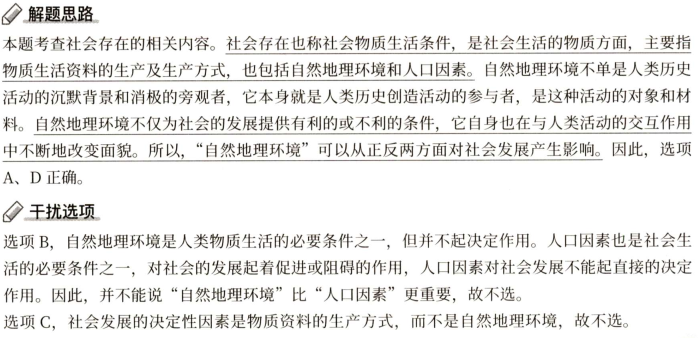 解题思路
本题考查社会存在的相关内容。社会存在也称社会物质生活条件，是社会生活的物质方面，主要指
物质生活资料的生产及生产方式，也包括自然地理环境和人口因素。自然地理环境不单是人类历史
活动的沉默背景和消极的旁观者，它本身就是人类历史创造活动的参与者，是这种活动的对象和材
料。自然地理环境不仅为社会的发展提供有利的或不利的条件，它自身也在与人类活动的交互作用
中不断地改变面貌。所以，“自然地理环境”可以从正反两方面对社会发展产生影响。因此，选项
A、D 正确。
干扰选项
选项 B，自然地理环境是人类物质生活的必要条件之一，但并不起决定作用。人口因素也是社会生
活的必要条件之一，对社会的发展起着促进或阻碍的作用，人口因素对社会发展不能起直接的决定
作用。因此，并不能说“自然地理环境”比“人口因素”更重要，故不选。
选项 C，社会发展的决定性因素是物质资料的生产方式，而不是自然地理环境，故不选。